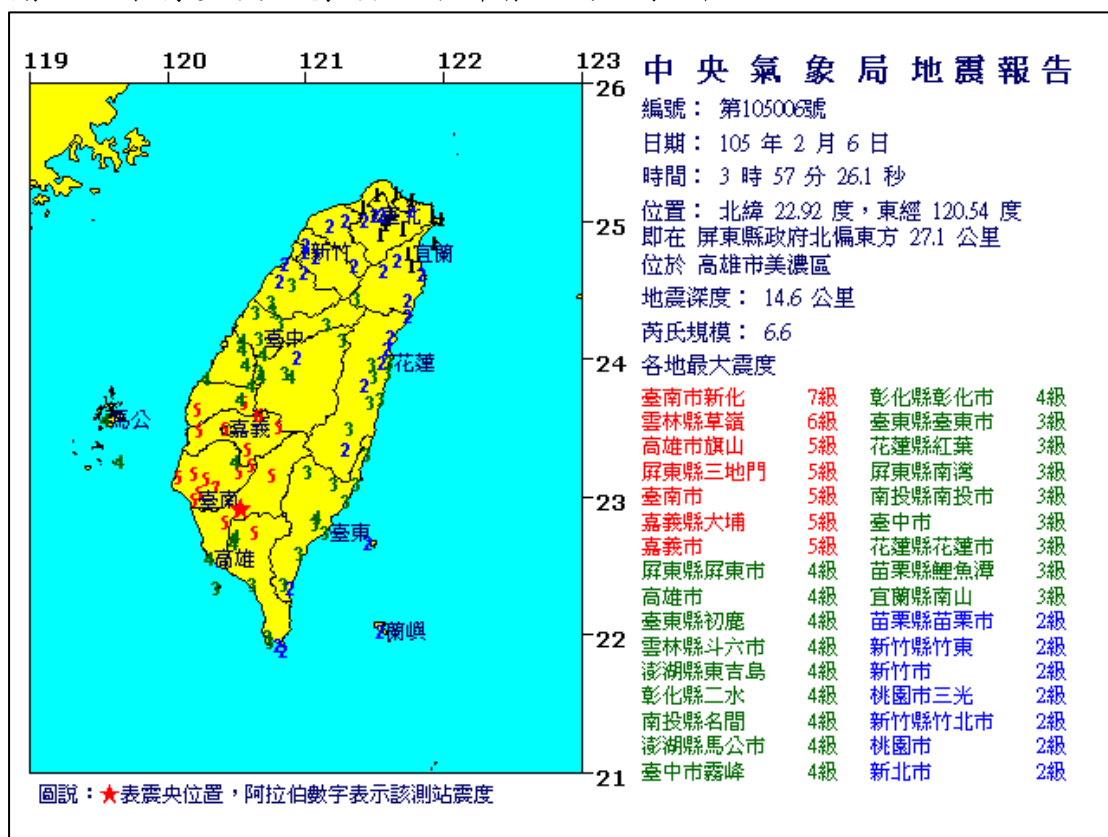 119 120 121 122 123
26
25
24
23
22
21
臺北
新竹
宜蘭
臺中
花蓮
馬公
嘉義
臺南
臺東
高雄
蘭嶼
圖說：★表震央位置，阿拉伯數字表示該測站震度
中央氣象局地震報告
編號： 第105006號
日期： 105 年 2 月 6 日
時間： 3 時 57 分 26.1 秒
位置： 北緯 22.92 度，東經 120.54 度
即在 屏東縣政府北偏東方 27.1 公里
位於 高雄市美濃區
地震深度： 14.6 公里
芮氏規模： 6.6
各地最大震度
臺南市新化 7級 彰化縣彰化市 4級
雲林縣草嶺 6級 臺東縣臺東市 3級
高雄市旗山 5級 花蓮縣紅葉 3級
屏東縣三地門 5級 屏東縣南灣 3級
臺南市 5級 南投縣南投市 3級
嘉義縣大埔 5級 臺中市 3級
嘉義市 5級 花蓮縣花蓮市 3級
屏東縣屏東市 4級 苗栗縣鯉魚潭 3級
高雄市 4級 宜蘭縣南山 3級
臺東縣初鹿 4級 苗栗縣苗栗市 2級
雲林縣斗六市 4級 新竹縣竹東 2級
澎湖縣東吉島 4級 新竹市 2級
彰化縣二水 4級 桃園市三光 2級
南投縣名間 4級 新竹縣竹北市 2級
澎湖縣馬公市 4級 桃園市 2級
臺中市霧峰 4級 新北市 2級